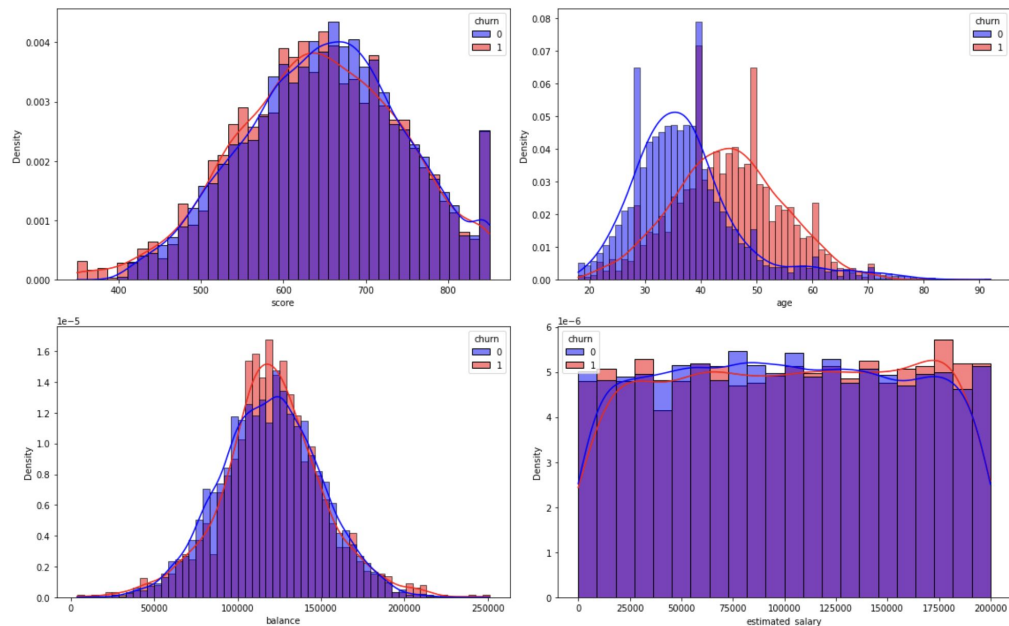 churn
0
1
0.004
0.003
0.002
0.001
0.000
Density
400 500 600 700 800
score
churn
0
1
0.08
0.07
0.06
0.05
0.04
0.03
0.02
0.01
0.00
Density
20 30 40 50 60 70 80 90
age
1e-5
churn
0
1
1.6
1.4
1.2
1.0
0.8
0.6
0.4
0.2
0.0
Density
0 50000 100000 150000 200000 250000
balance
1e-6
churn
0
1
6
5
4
3
2
1
0
Density
0 25000 50000 75000 100000 125000 150000 175000 200000
estimated_salary